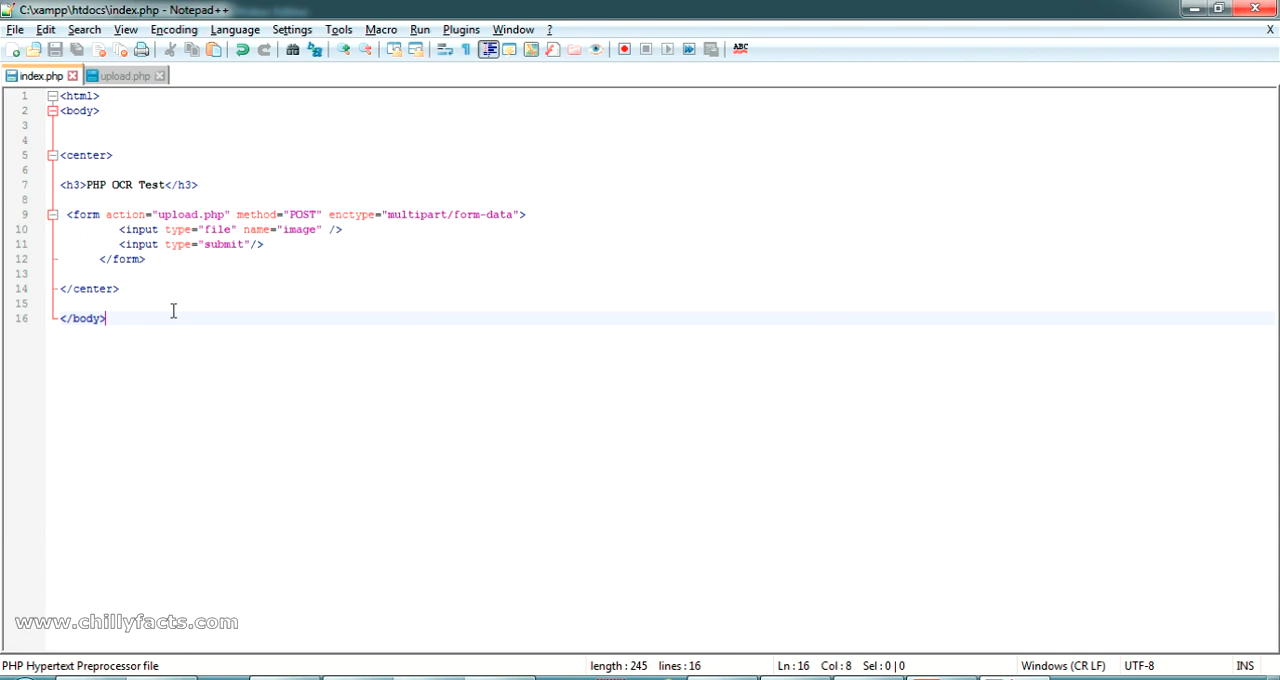 C:\xampp\htdocs\index.php - Notepad++
File Edit Search View Encoding Language Settings Tools Macro Run Plugins Window ? X
ABC
index.php upload.php
1 <html>
2 <body>
3
4
5 <center>
6
7 <h3>PHP OCR Test</h3>
8
9 <form action="upload.php" method="POST" enctype="multipart/form-data">
10 <input type="file" name="image" />
11 <input type="submit"/>
12 </form>
13
14 </center>
15
16 </body>
www.chillyfacts.com
PHP Hypertext Preprocessor file length : 245 lines : 16 Ln : 16 Col : 8 Sel : 0 | 0 Windows (CR LF) UTF-8 INS